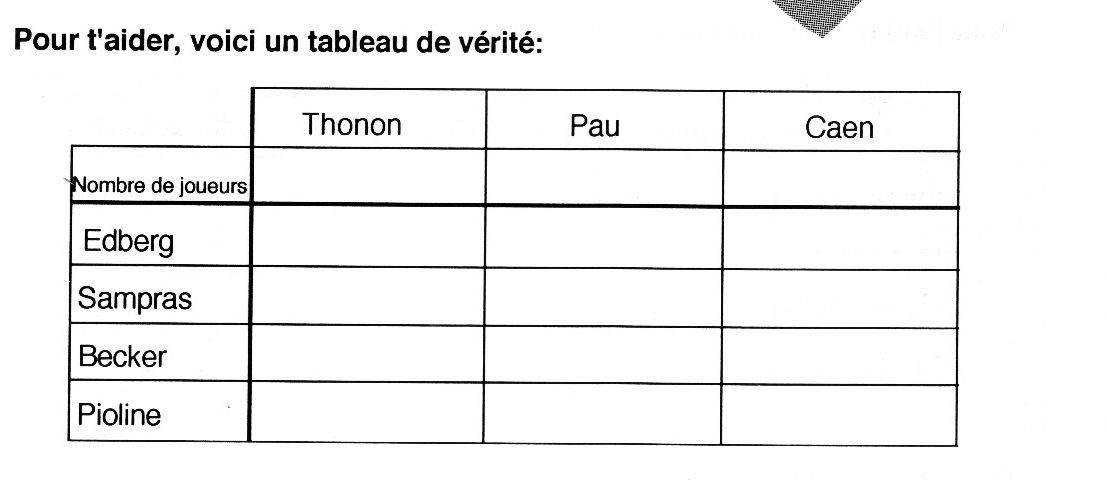 Pour t'aider, voici un tableau de vérité:
Thonon Pau Caen
Nombre de joueurs
Edberg
Sampras
Becker
Pioline